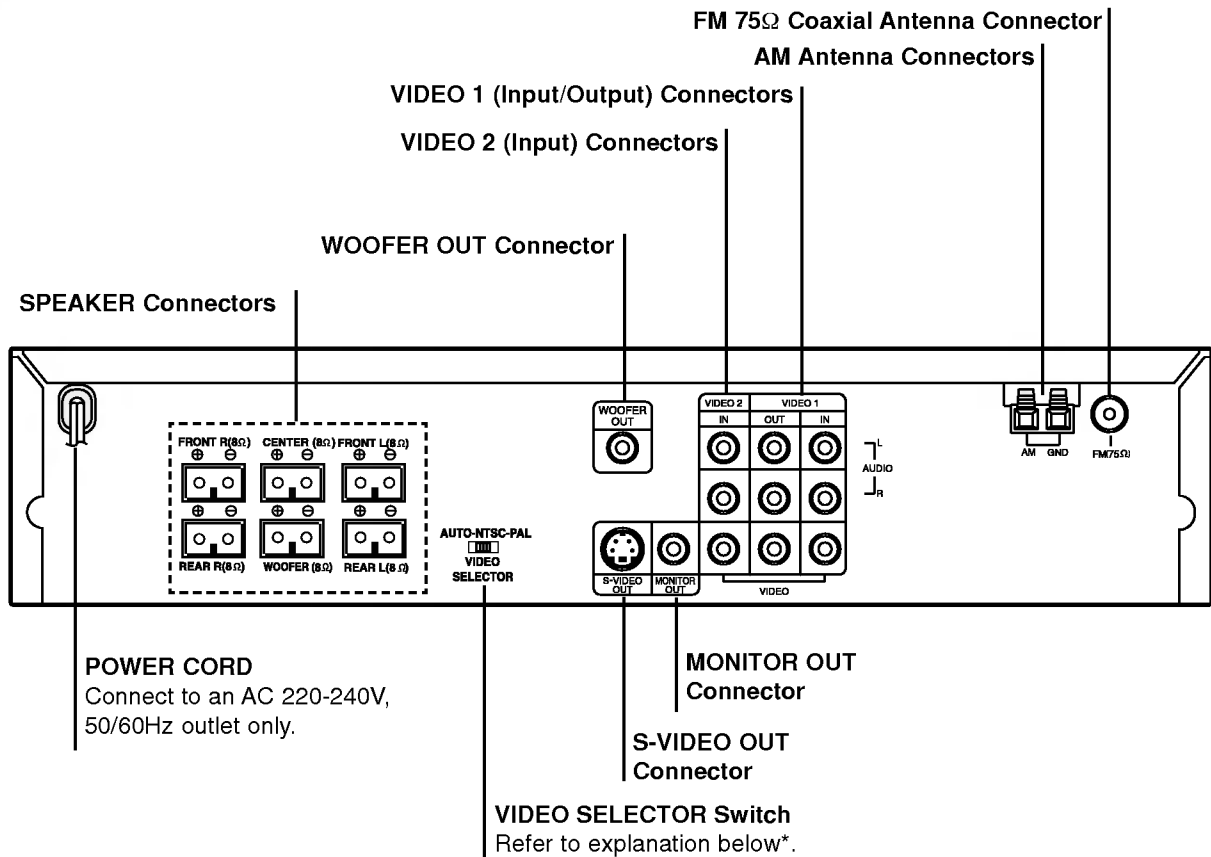 FM 75Ω Coaxial Antenna Connector
AM Antenna Connectors
VIDEO 1 (Input/Output) Connectors
VIDEO 2 (Input) Connectors
WOOFER OUT Connector
SPEAKER Connectors
FRONT R(8Ω) CENTER (8Ω) FRONT L(8Ω)
⊕ ⊖ ⊕ ⊖ ⊕ ⊖
⊕ ⊖ ⊕ ⊖ ⊕ ⊖
REAR R(8Ω) WOOFER (8Ω) REAR L(8Ω)
AUTO-NTSC-PAL
VIDEO
SELECTOR
WOOFER
OUT
VIDEO 2 VIDEO 1
IN OUT IN
L
AUDIO
R
S-VIDEO
OUT
MONITOR
OUT
VIDEO
AM GND
FM(75Ω)
POWER CORD
Connect to an AC 220-240V,
50/60Hz outlet only.
MONITOR OUT
Connector
S-VIDEO OUT
Connector
VIDEO SELECTOR Switch
Refer to explanation below*.